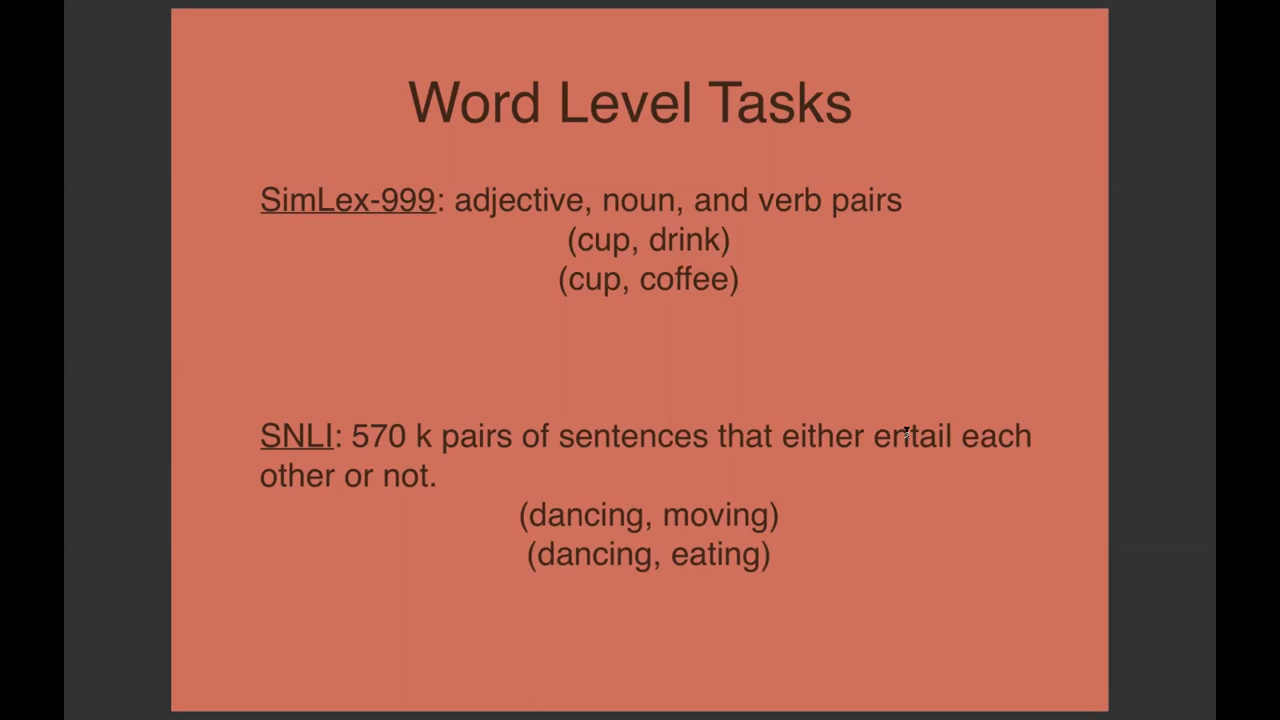 Word Level Tasks
SimLex-999: adjective, noun, and verb pairs
(cup, drink)
(cup, coffee)
SNLI: 570 k pairs of sentences that either entail each
other or not.
(dancing, moving)
(dancing, eating)